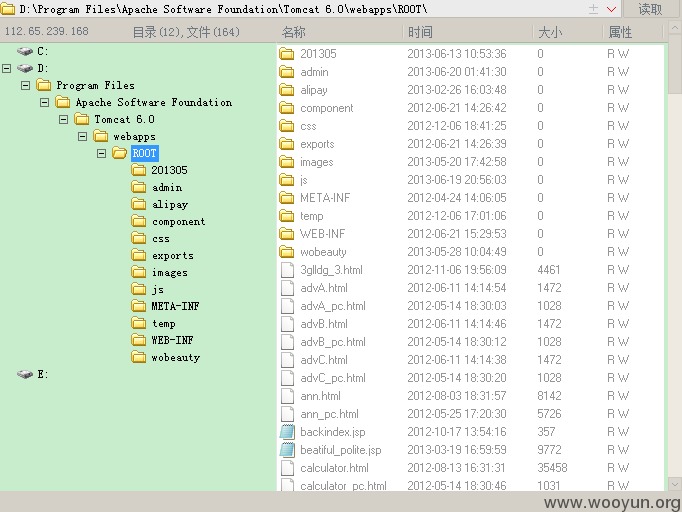 D:\Program Files\Apache Software Foundation\Tomcat 6.0\webapps\ROOT\ 读取
112.65.239.168 目录(12),文件(164) 名称 时间 大小 属性
C:
D:
Program Files
Apache Software Foundation
Tomcat 6.0
webapps
ROOT
201305
admin
alipay
component
css
exports
images
js
META-INF
temp
WEB-INF
wobeauty
E:
201305 2013-06-13 10:53:36 0 R W
admin 2013-06-20 01:41:30 0 R W
alipay 2013-02-26 16:03:48 0 R W
component 2012-06-21 14:26:42 0 R W
css 2012-12-06 18:41:25 0 R W
exports 2012-06-21 14:26:39 0 R W
images 2013-05-20 17:42:58 0 R W
js 2013-06-19 20:56:03 0 R W
META-INF 2012-04-24 14:06:05 0 R W
temp 2012-12-06 17:01:06 0 R W
WEB-INF 2012-06-21 15:29:53 0 R W
wobeauty 2013-05-28 10:04:49 0 R W
3glldg_3.html 2012-11-06 19:56:09 4461 R W
advA.html 2012-06-11 14:14:54 1472 R W
advA_pc.html 2012-05-14 18:30:03 1028 R W
advB.html 2012-06-11 14:14:46 1472 R W
advB_pc.html 2012-05-14 18:30:12 1028 R W
advC.html 2012-06-11 14:14:38 1472 R W
advC_pc.html 2012-05-14 18:30:20 1028 R W
ann.html 2012-08-03 18:31:57 8142 R W
ann_pc.html 2012-05-25 17:20:30 5726 R W
backindex.jsp 2012-10-17 13:54:16 357 R W
beatiful_polite.jsp 2013-03-19 16:59:59 9772 R W
calculator.html 2012-08-13 16:31:31 35458 R W
calculator_pc.html 2012-05-14 18:30:46 1031 R W
www.wooyun.org